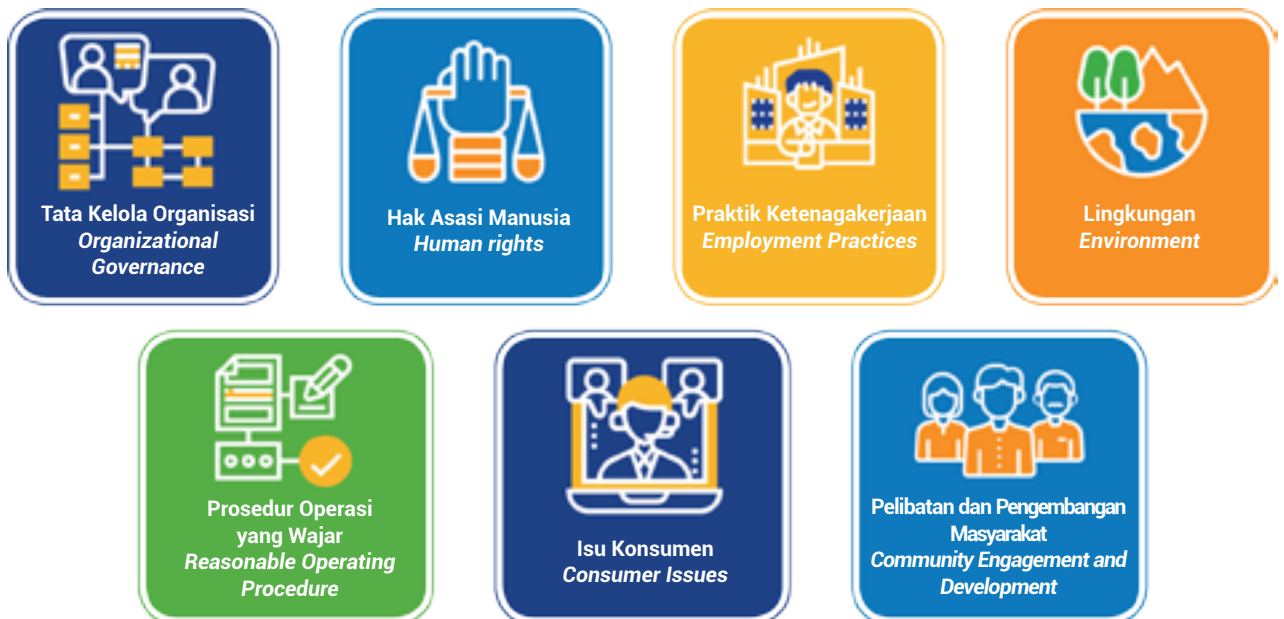 Tata Kelola Organisasi
Organizational
Governance
Hak Asasi Manusia
Human rights
Praktik Ketenagakerjaan
Employment Practices
Lingkungan
Environment
Prosedur Operasi
yang Wajar
Reasonable Operating
Procedure
Isu Konsumen
Consumer Issues
Pelibatan dan Pengembangan
Masyarakat
Community Engagement and
Development